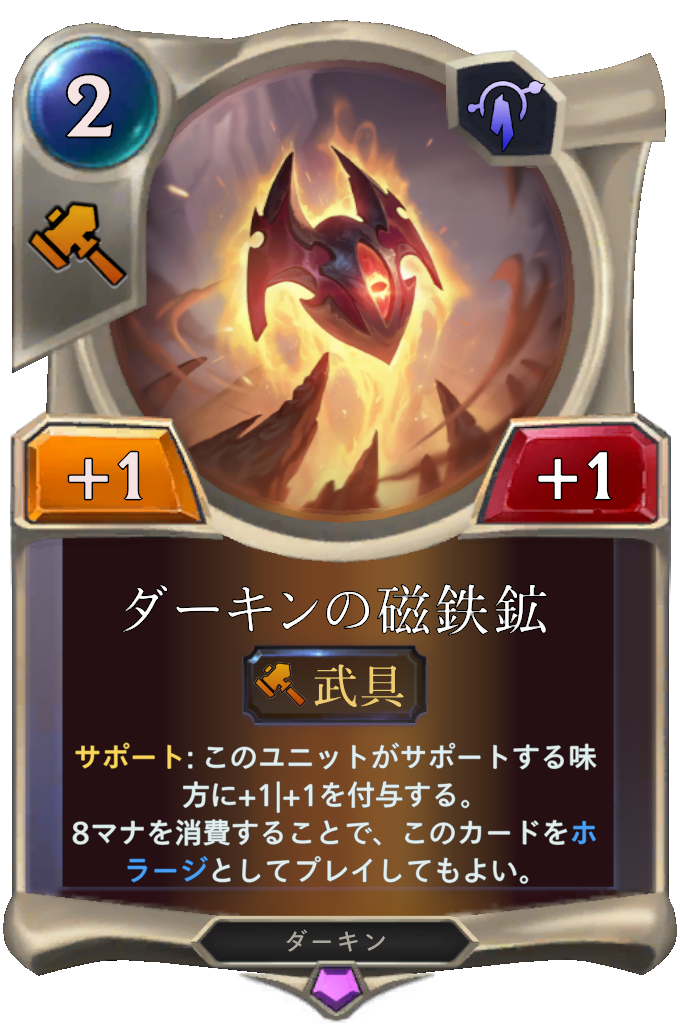 2
+1
+1
ダーキンの磁鉄鉱
武具
サポート: このユニットがサポートする味
方に+1|+1を付与する。
8マナを消費することで、このカードをホ
ラージとしてプレイしてもよい。
ダーキン